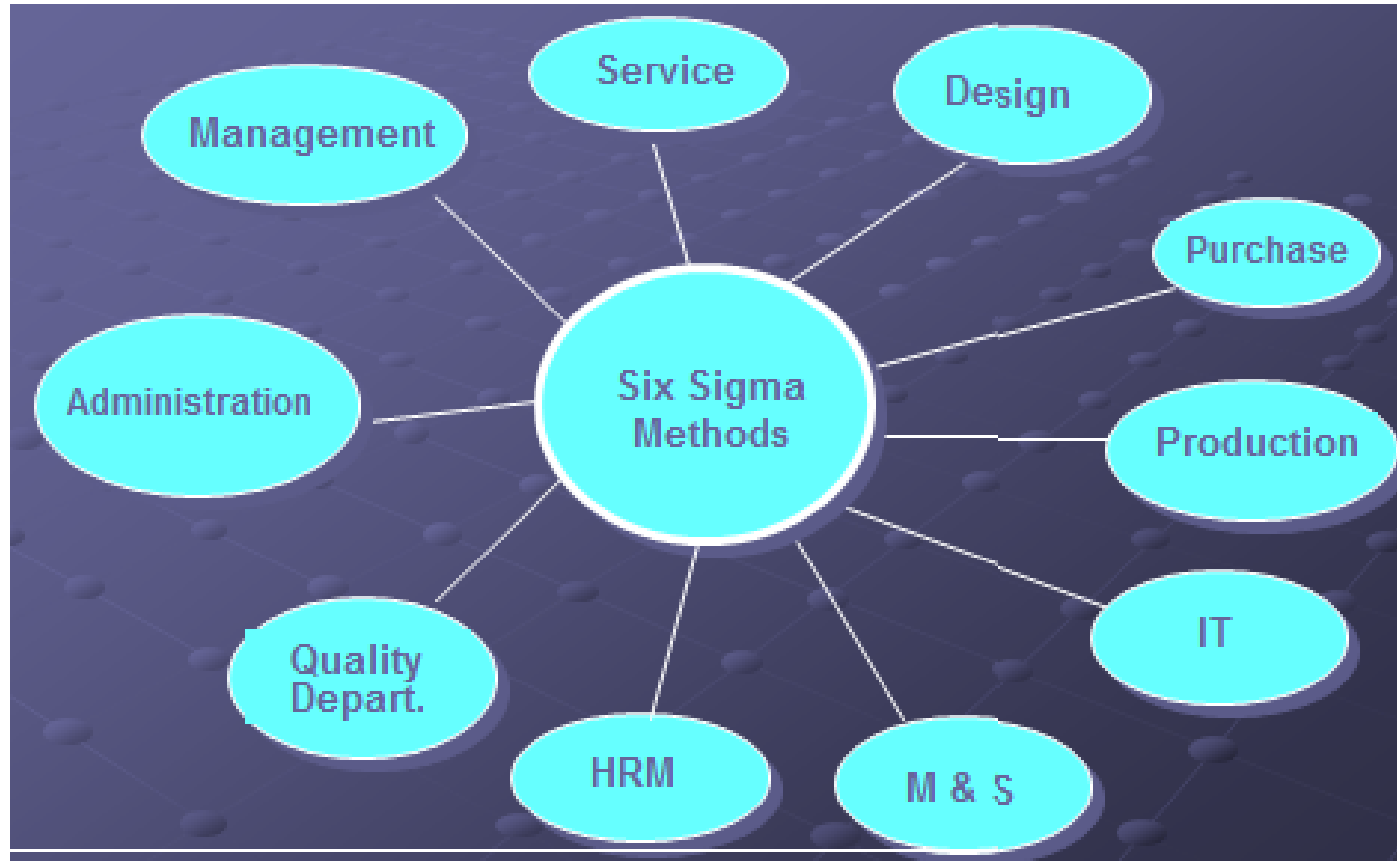 Service
Design
Management
Purchase
Six Sigma
Methods
Administration
Production
IT
Quality
Depart.
HRM
M & S